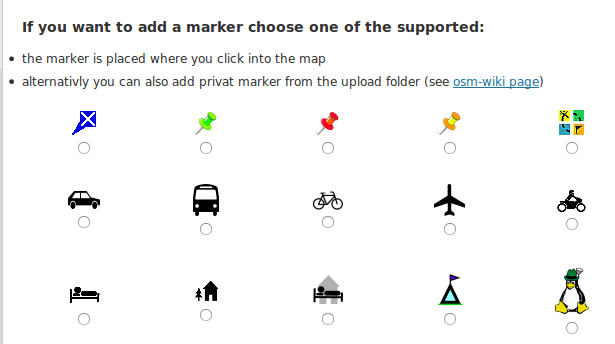 If you want to add a marker choose one of the supported:
the marker is placed where you click into the map
alternativly you can also add privat marker from the upload folder (see osm-wiki page)